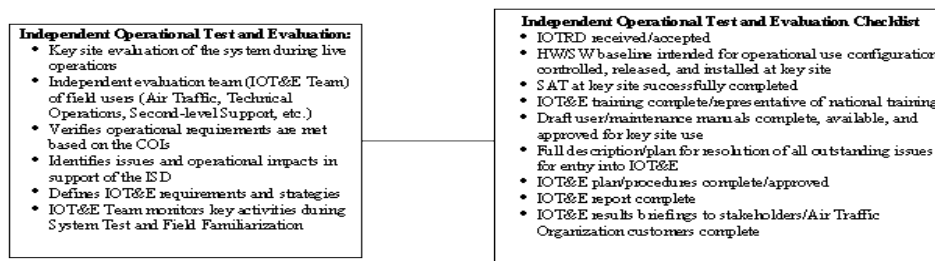 Independent Operational Test and Evaluation:
• Key site evaluation of the system during live
operations
• Independent evaluation team (IOT&E Team)
of field users (Air Traffic, Technical
Operations, Second-level Support, etc.)
• Verifies operational requirements are met
based on the COIs
• Identifies issues and operational impacts in
support of the ISD
• Defines IOT&E requirements and strategies
• IOT&E Team monitors key activities during
System Test and Field Familiarization
Independent Operational Test and Evaluation Checklist
• IOTRD received/accepted
• HW/SW baseline intended for operational use configuration
controlled, released, and installed at key site
• SAT at key site successfully completed
• IOT&E training complete/representative of national training
• Draft user/maintenance manuals complete, available, and
approved for key site use
• Full description/plan for resolution of all outstanding issues
for entry into IOT&E
• IOT&E plan/procedures complete/approved
• IOT&E report complete
• IOT&E results briefings to stakeholders/Air Traffic
Organization customers complete